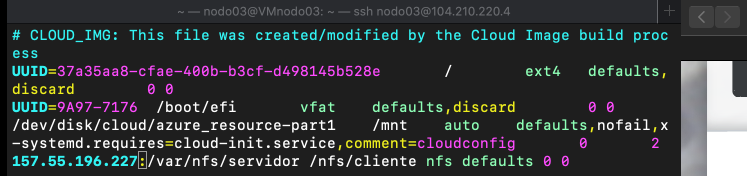 ~ — nodo03@VMnodo03: ~ — ssh nodo03@104.210.220.4
# CLOUD_IMG: This file was created/modified by the Cloud Image build proc
ess
UUID=37a35aa8-cfae-400b-b3cf-d498145b528e / ext4 defaults,
discard 0 0
UUID=9A97-7176 /boot/efi vfat defaults,discard 0 0
/dev/disk/cloud/azure_resource-part1 /mnt auto defaults,nofail,x
-systemd.requires=cloud-init.service,comment=cloudconfig 0 2
157.55.196.227:/var/nfs/servidor /nfs/cliente nfs defaults 0 0